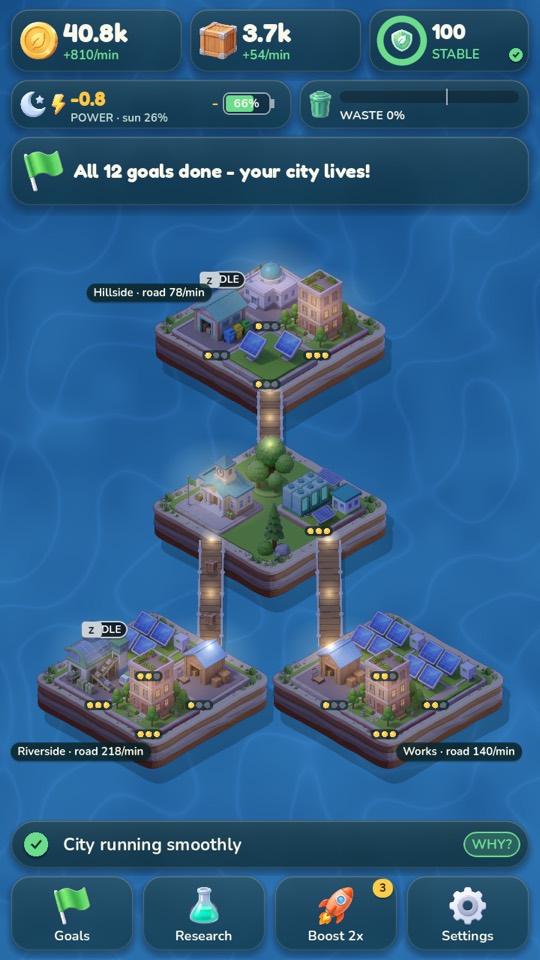 40.8k
+810/min
3.7k
+54/min
100
STABLE
-0.8
POWER · sun 26%
-
66%
WASTE 0%
All 12 goals done - your city lives!
z DLE
Hillside · road 78/min
z DLE
Riverside · road 218/min
Works · road 140/min
City running smoothly
WHY?
3
Goals
Research
Boost 2x
Settings